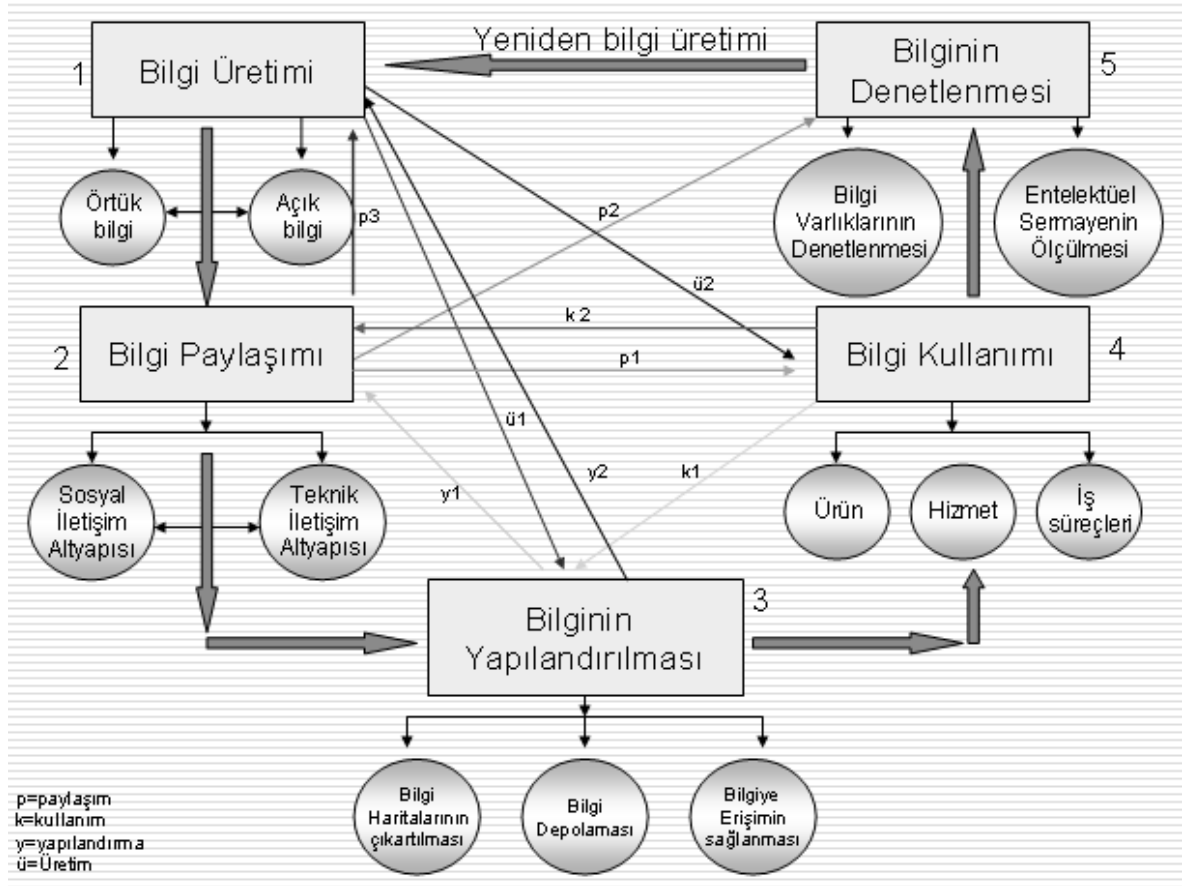 Yeniden bilgi üretimi
1
Bilgi Üretimi
Bilginin
Denetlenmesi
5
Örtük
bilgi
Açık
bilgi
p3
p2
Bilgi
Varlıklarının
Denetlenmesi
Entelektüel
Sermayenin
Ölçülmesi
ü2
k 2
2
Bilgi Paylaşımı
p1
Bilgi Kullanımı
4
ü1
y2
k1
y1
Sosyal
İletişim
Altyapısı
Teknik
İletişim
Altyapısı
Ürün
Hizmet
İş
süreçleri
3
Bilginin
Yapılandırılması
Bilgi
Haritalarının
çıkartılması
Bilgi
Depolaması
Bilgiye
Erişimin
sağlanması
p=paylaşım
k=kullanım
y=yapılandırma
ü=Üretim